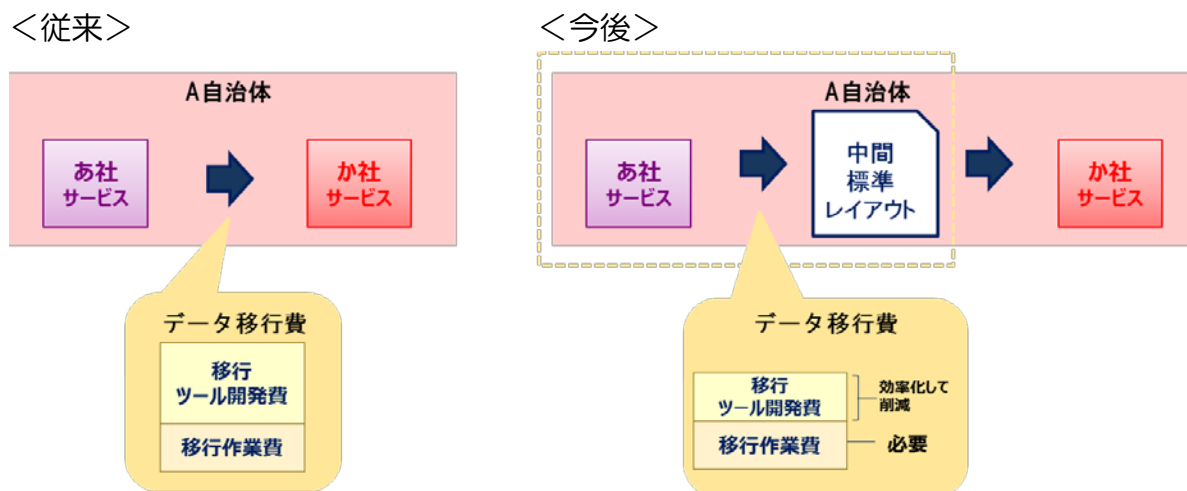 ＜従来＞
A自治体
あ社
サービス
か社
サービス
データ移行費
移行
ツール開発費
移行作業費
＜今後＞
A自治体
あ社
サービス
中間
標準
レイアウト
か社
サービス
データ移行費
移行
ツール開発費
効率化して
削減
移行作業費
必要